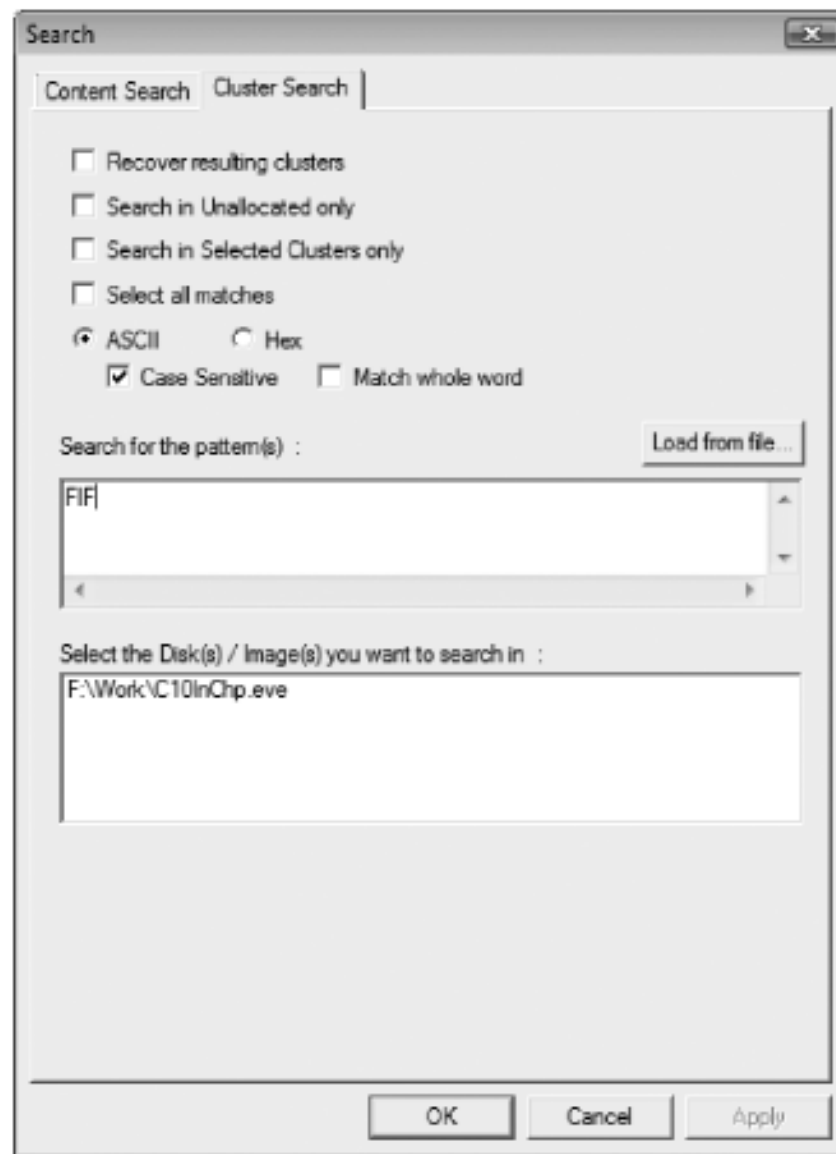 Search
Content Search Cluster Search
Recover resulting clusters
Search in Unallocated only
Search in Selected Clusters only
Select all matches
ASCII Hex
Case Sensitive Match whole word
Search for the pattern(s) : Load from file...
FIF
Select the Disk(s) / Image(s) you want to search in :
F:\Work\C10InChp.eve
OK Cancel Apply